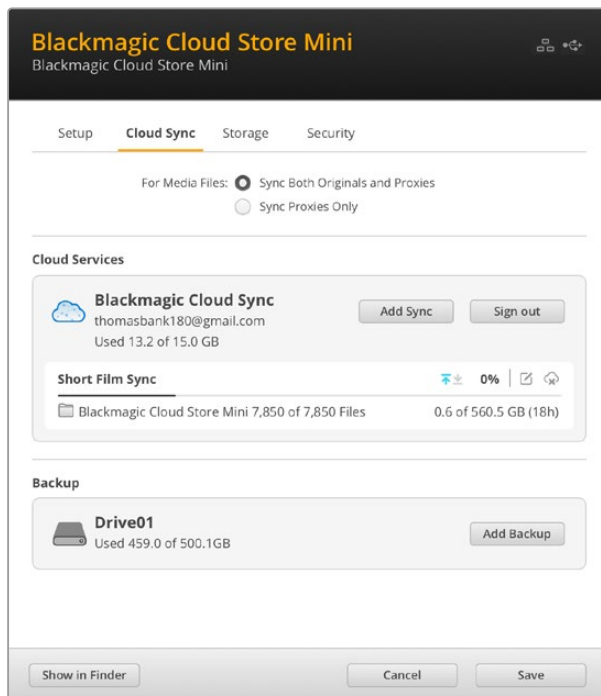 Blackmagic Cloud Store Mini
Blackmagic Cloud Store Mini
Setup Cloud Sync Storage Security
For Media Files: Sync Both Originals and Proxies
Sync Proxies Only
Cloud Services
Blackmagic Cloud Sync
thomasbank180@gmail.com
Used 13.2 of 15.0 GB
Add Sync Sign out
Short Film Sync 0%
Blackmagic Cloud Store Mini 7,850 of 7,850 Files 0.6 of 560.5 GB (18h)
Backup
Drive01
Used 459.0 of 500.1GB
Add Backup
Show in Finder Cancel Save